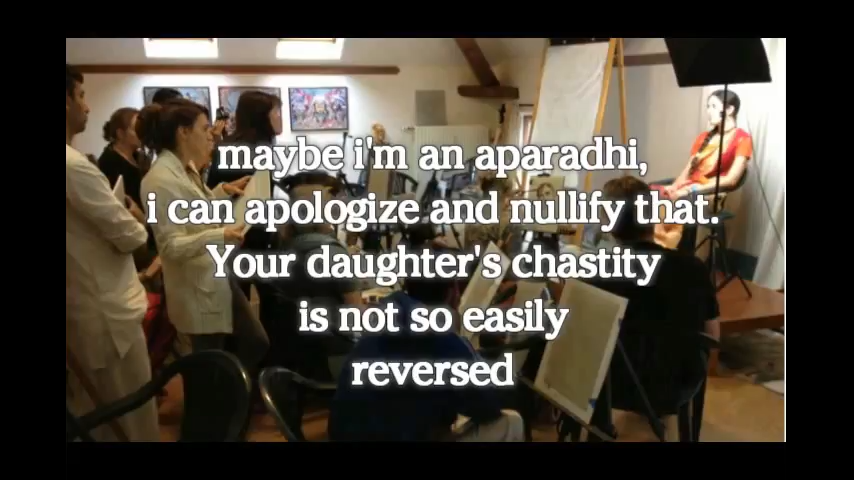 maybe i'm an aparadhi,
i can apologize and nullify that.
Your daughter's chastity
is not so easily
reversed